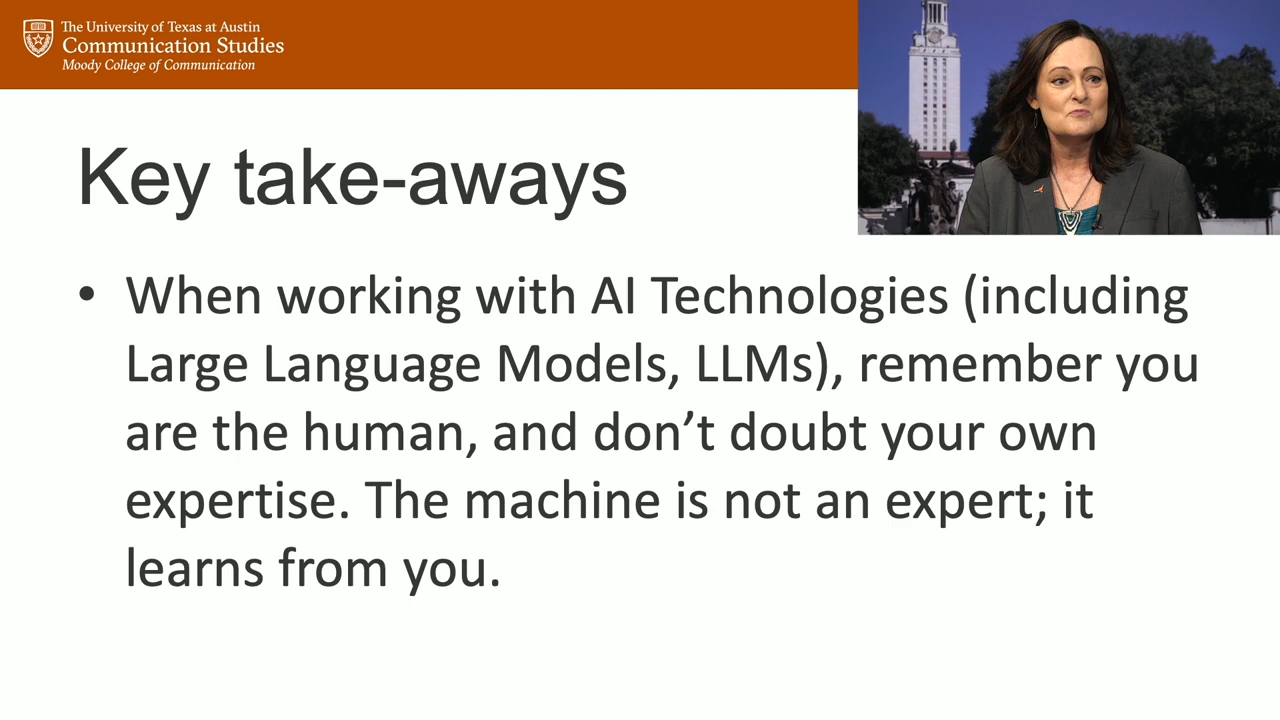 The University of Texas at Austin
Communication Studies
Moody College of Communication
Key take-aways
• When working with AI Technologies (including
Large Language Models, LLMs), remember you
are the human, and don’t doubt your own
expertise. The machine is not an expert; it
learns from you.